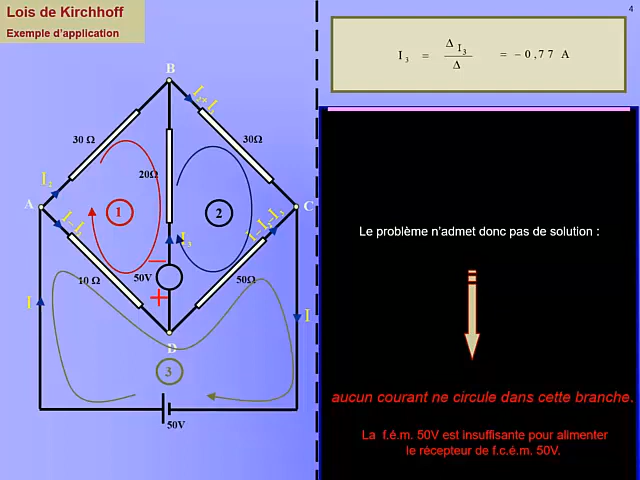 Lois de Kirchhoff
Exemple d'application
4
I₃ = Δ I₃ / Δ = – 0,77 A
B
30 Ω
30Ω
20Ω
I₂
A
C
1
2
I₃
50V
–
+
10 Ω
50Ω
I
I
D
3
50V
Le problème n'admet donc pas de solution :
aucun courant ne circule dans cette branche.
La f.é.m. 50V est insuffisante pour alimenter
le récepteur de f.c.é.m. 50V.